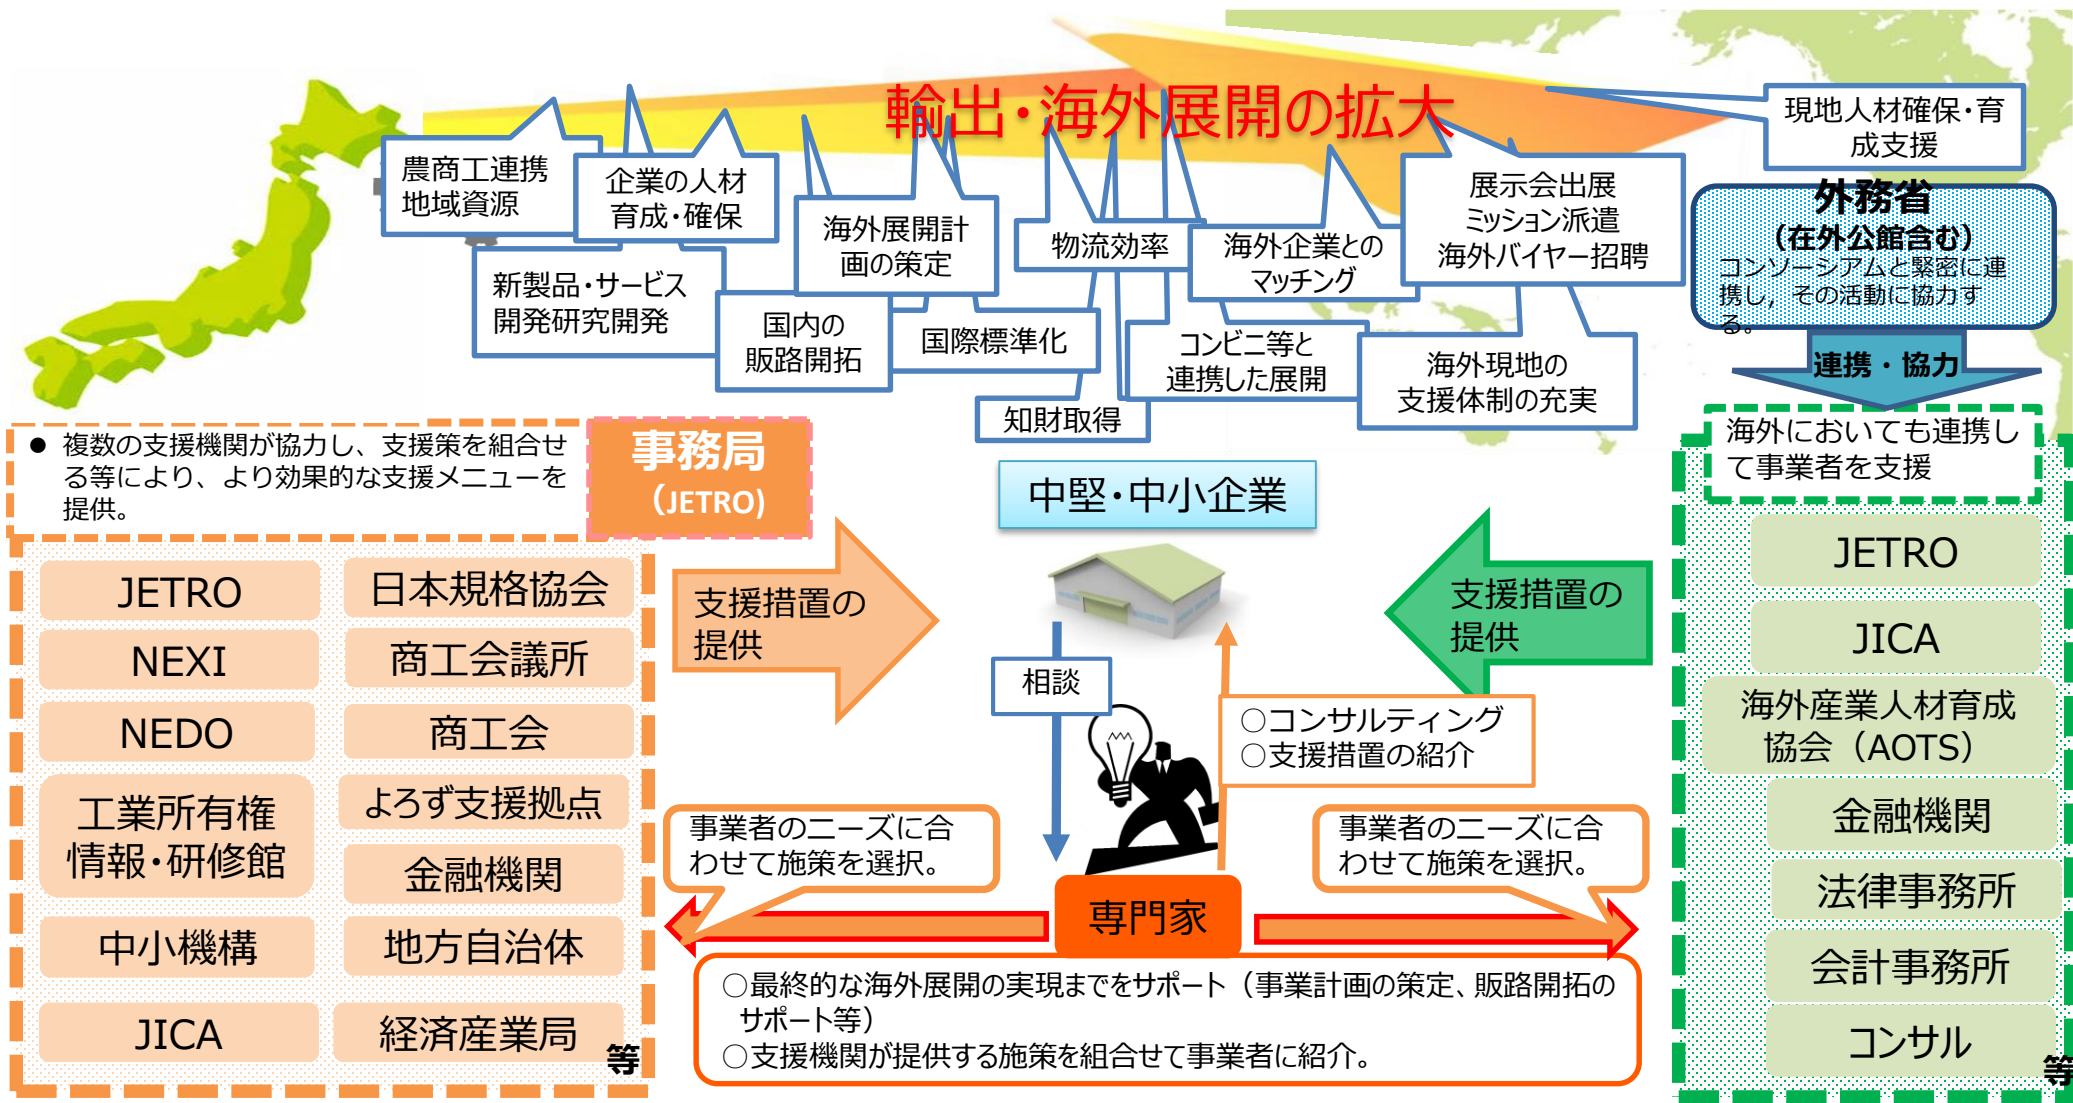 輸出・海外展開の拡大
農商工連携
地域資源
企業の人材
育成・確保
新製品・サービス
開発研究開発
国内の
販路開拓
海外展開計
画の策定
国際標準化
物流効率
知財取得
海外企業との
マッチング
コンビニ等と
連携した展開
展示会出展
ミッション派遣
海外バイヤー招聘
海外現地の
支援体制の充実
現地人材確保・育
成支援
外務省
（在外公館含む）
コンソーシアムと緊密に連
携し，その活動に協力す
る。
連携・協力
● 複数の支援機関が協力し、支援策を組合せ
る等により、より効果的な支援メニューを
提供。
事務局
（JETRO)
JETRO
NEXI
NEDO
工業所有権
情報・研修館
中小機構
JICA
日本規格協会
商工会議所
商工会
よろず支援拠点
金融機関
地方自治体
経済産業局
等
支援措置の
提供
中堅・中小企業
相談
○コンサルティング
○支援措置の紹介
支援措置の
提供
事業者のニーズに合
わせて施策を選択。
専門家
事業者のニーズに合
わせて施策を選択。
○最終的な海外展開の実現までをサポート（事業計画の策定、販路開拓の
サポート等）
○支援機関が提供する施策を組合せて事業者に紹介。
海外においても連携し
て事業者を支援
JETRO
JICA
海外産業人材育成
協会（AOTS）
金融機関
法律事務所
会計事務所
コンサル
等